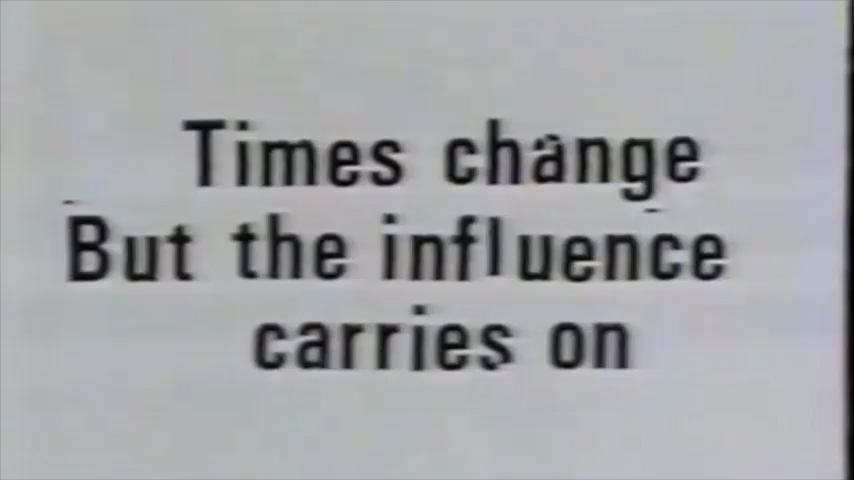 Times change
But the influence
carries on